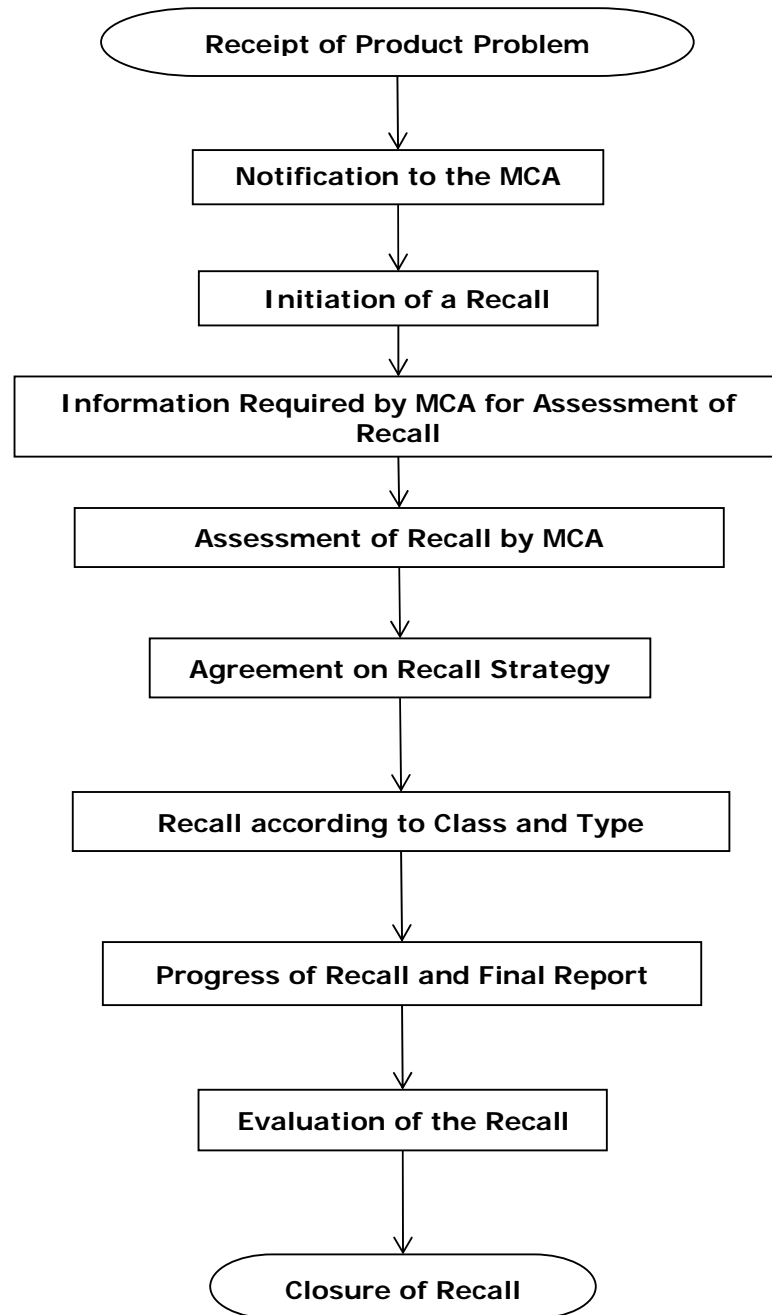 Receipt of Product Problem
Notification to the MCA
Initiation of a Recall
Information Required by MCA for Assessment of
Recall
Assessment of Recall by MCA
Agreement on Recall Strategy
Recall according to Class and Type
Progress of Recall and Final Report
Evaluation of the Recall
Closure of Recall